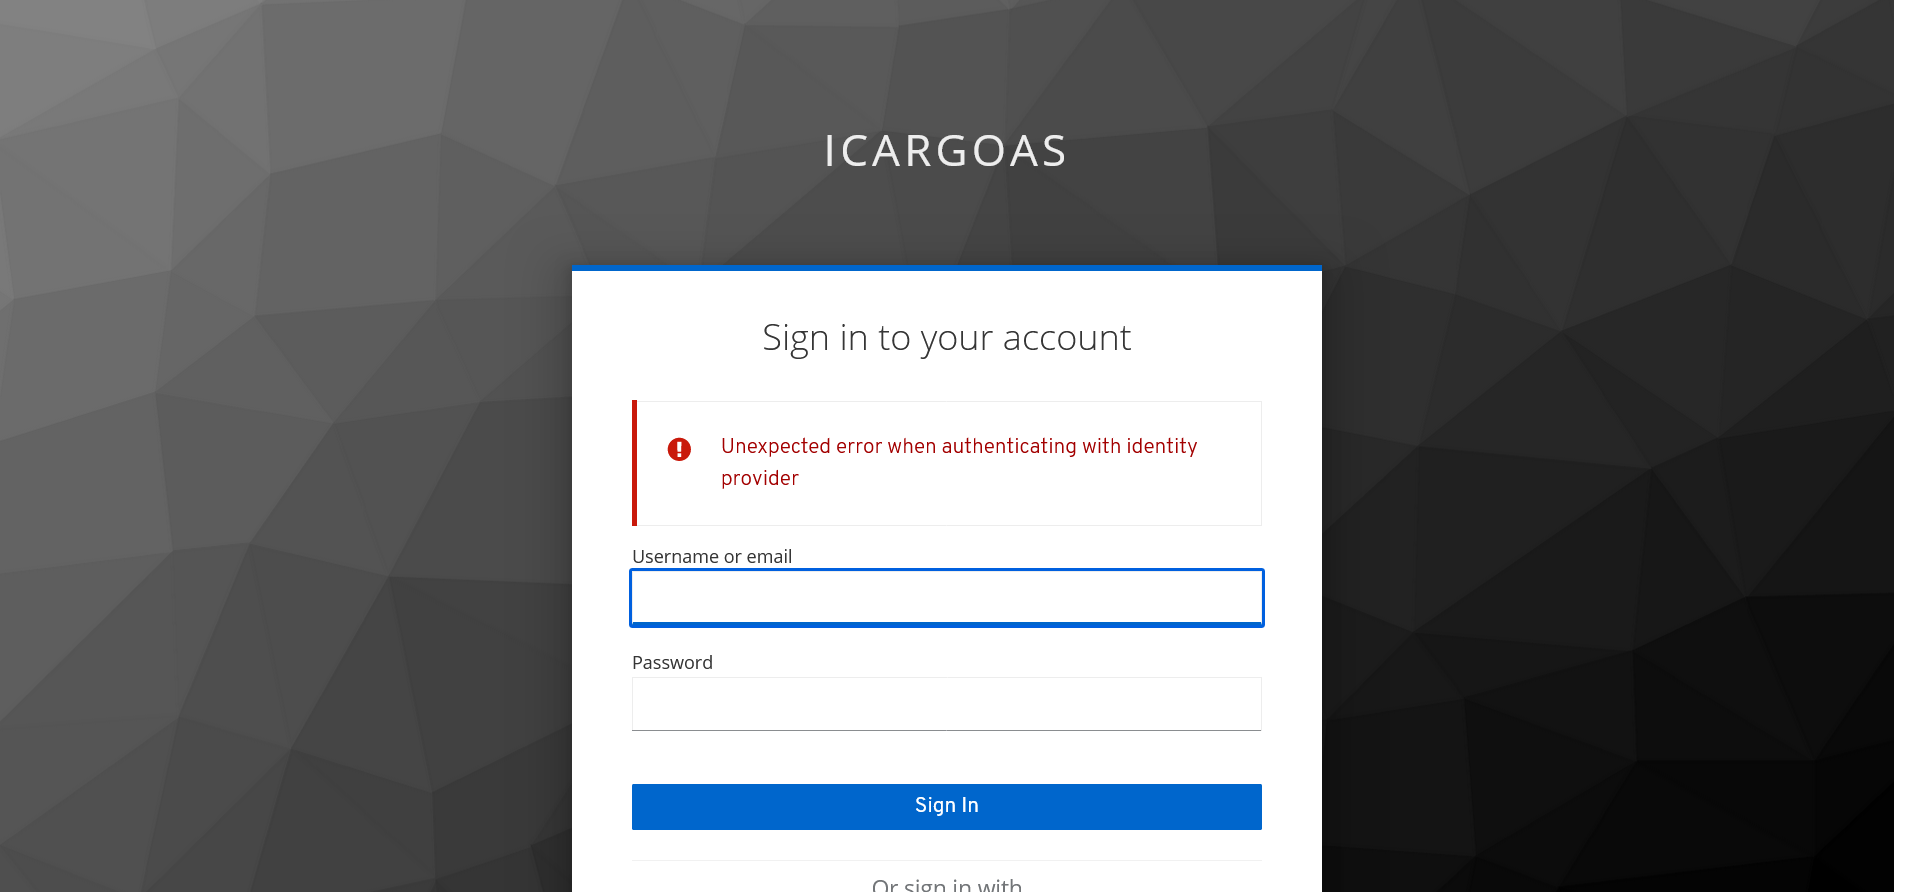 ICARGOAS
Sign in to your account
Unexpected error when authenticating with identity
provider
Username or email
Password
Sign In
Or sign in with